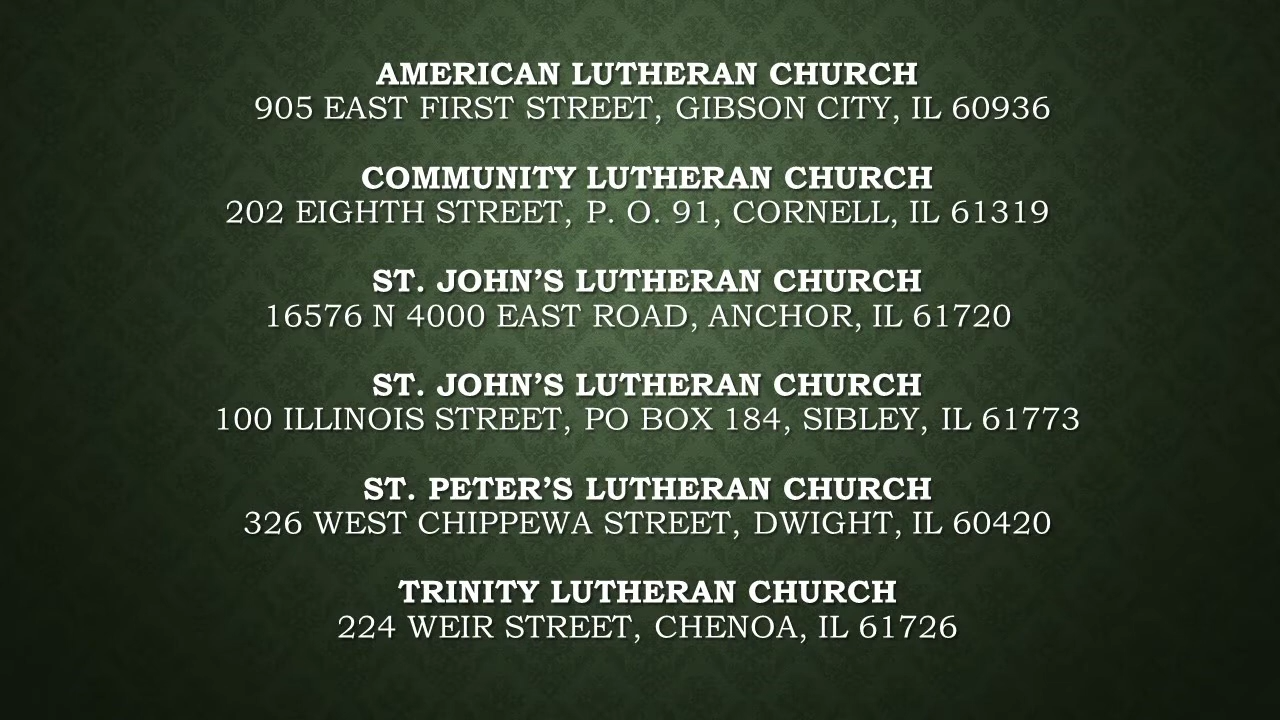 AMERICAN LUTHERAN CHURCH
905 EAST FIRST STREET, GIBSON CITY, IL 60936
COMMUNITY LUTHERAN CHURCH
202 EIGHTH STREET, P. O. 91, CORNELL, IL 61319
ST. JOHN’S LUTHERAN CHURCH
16576 N 4000 EAST ROAD, ANCHOR, IL 61720
ST. JOHN’S LUTHERAN CHURCH
100 ILLINOIS STREET, PO BOX 184, SIBLEY, IL 61773
ST. PETER’S LUTHERAN CHURCH
326 WEST CHIPPEWA STREET, DWIGHT, IL 60420
TRINITY LUTHERAN CHURCH
224 WEIR STREET, CHENOA, IL 61726